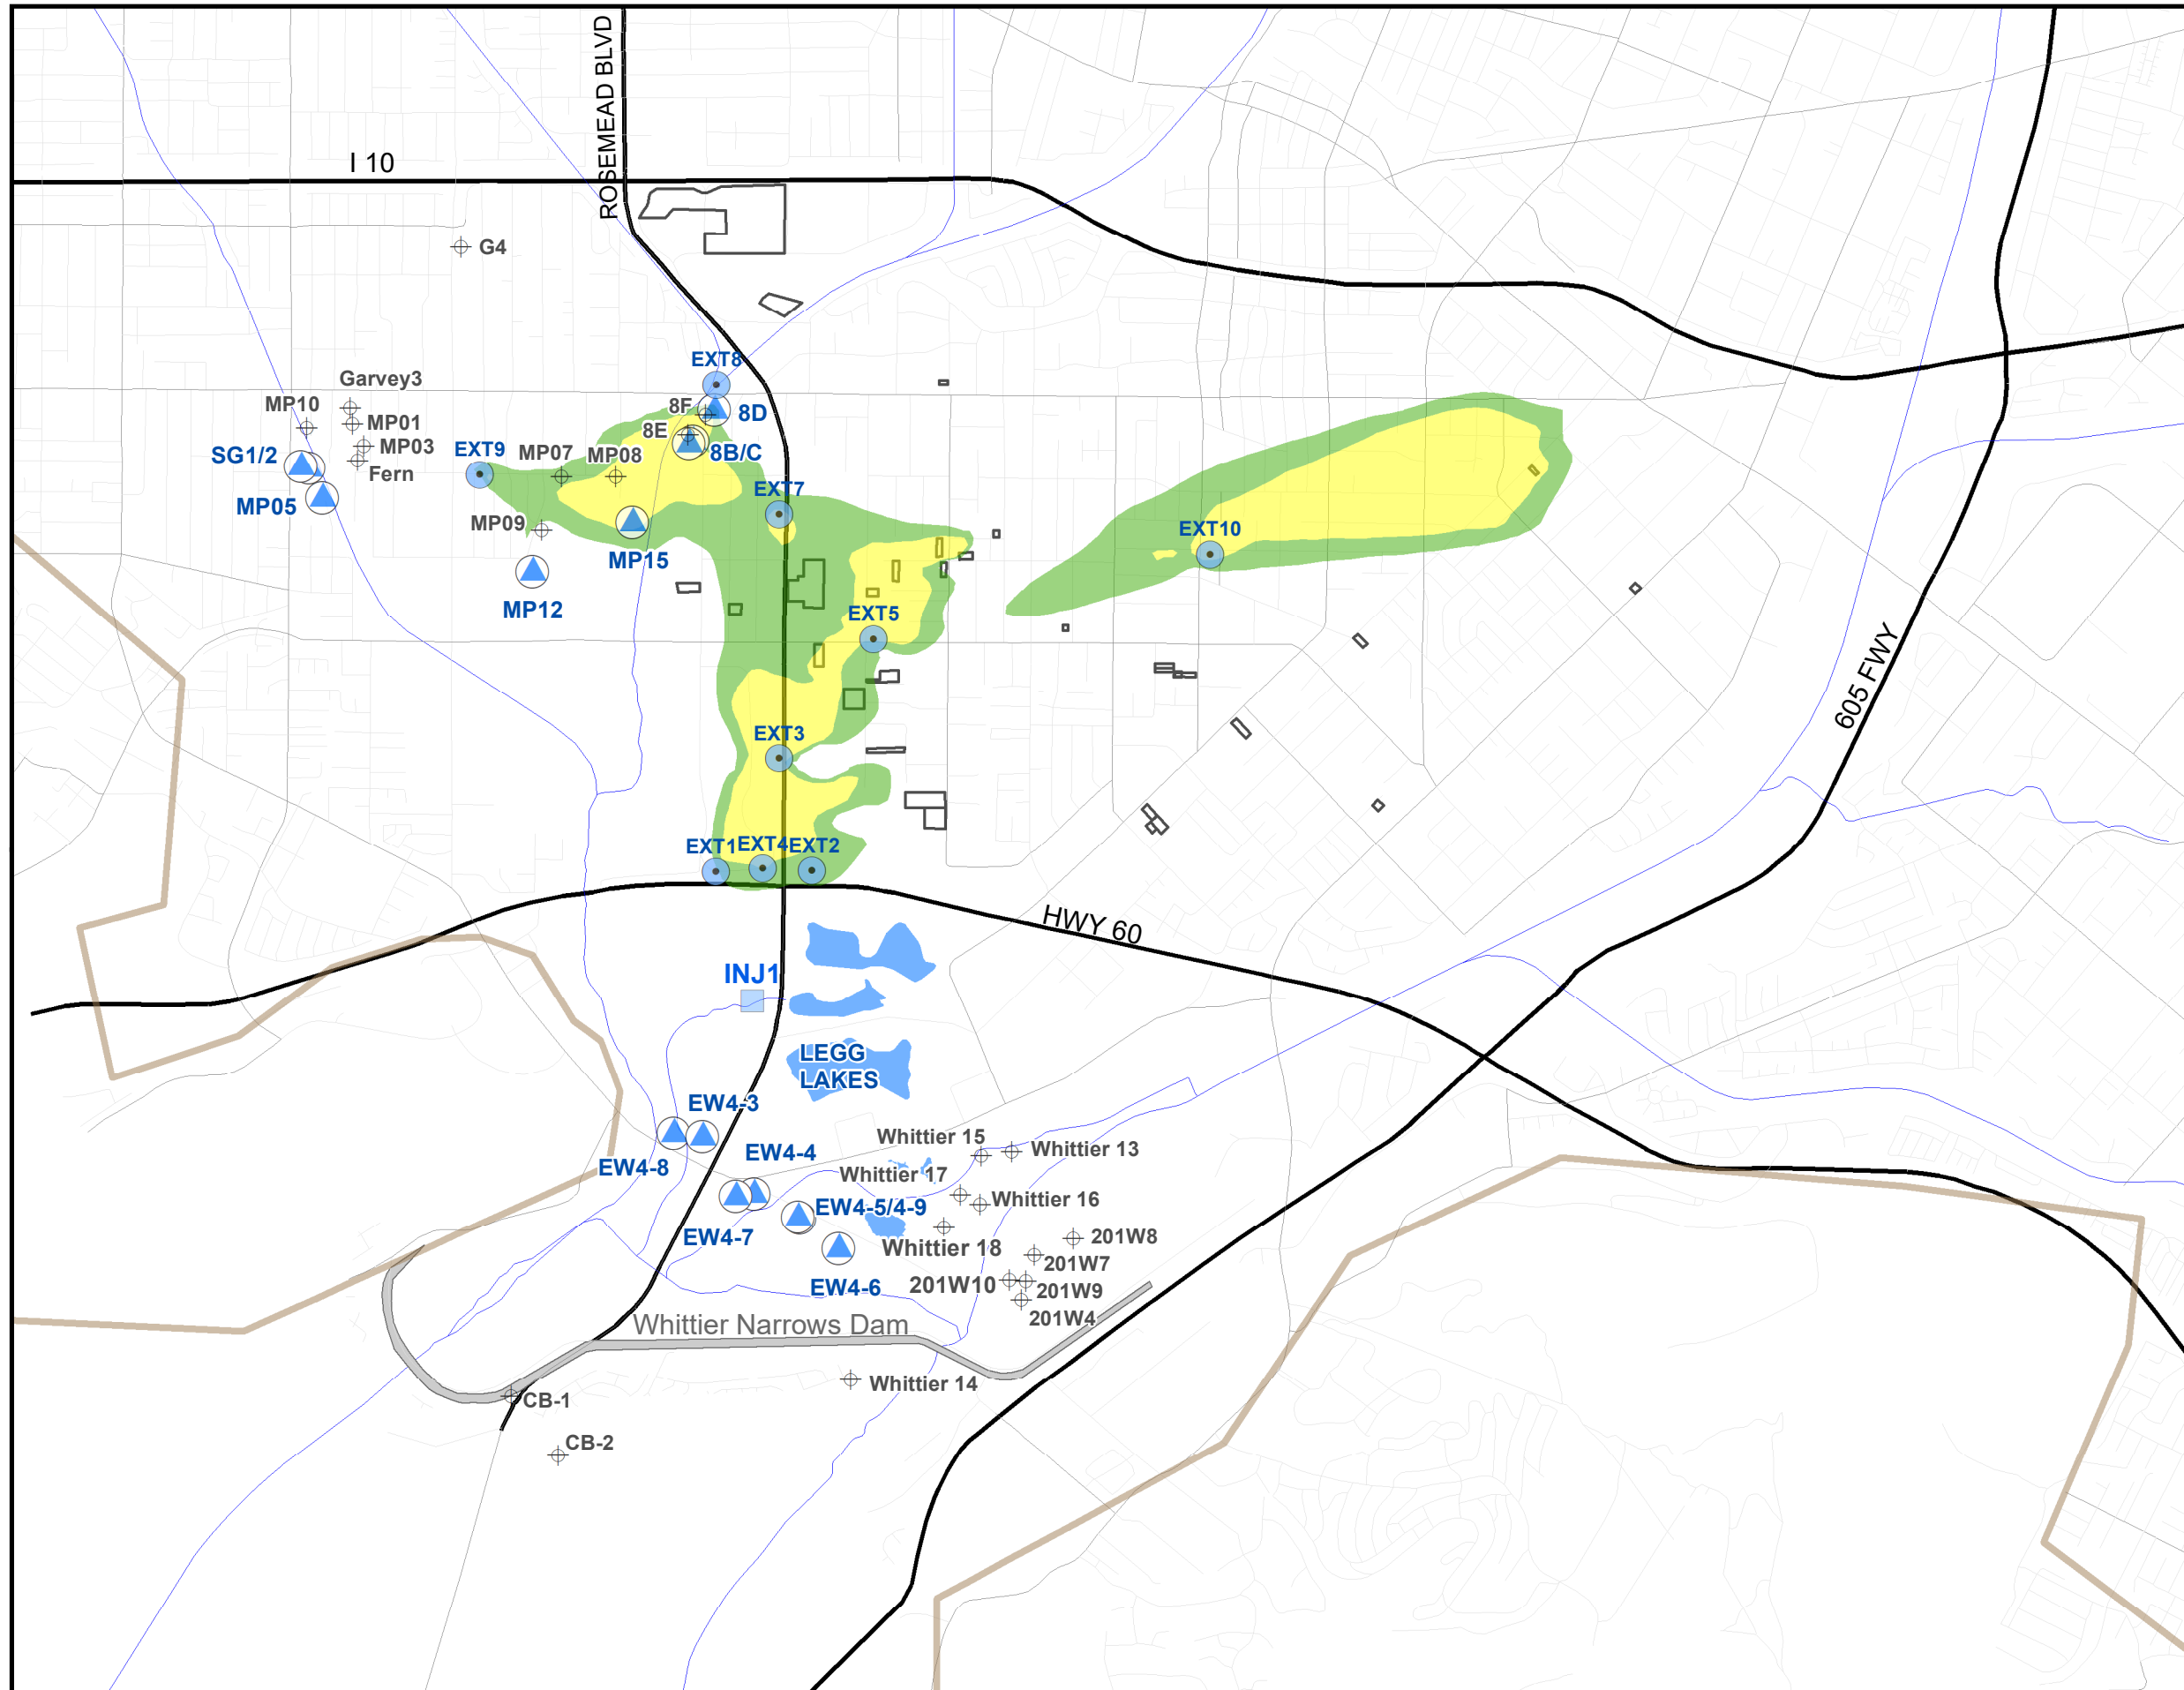 ROSEMEAD BLVD
I 10
G4
EXT8
Garvey3
MP10
8F
8D
MP01
8E
MP03
SG1/2
EXT9
MP07
MP08
8B/C
Fern
MP05
EXT7
MP09
EXT10
MP15
MP12
EXT5
605 FWY
EXT3
EXT1
EXT4
EXT2
HWY 60
INJ1
LEGG
LAKES
EW4-3
Whittier 15
Whittier 13
EW4-4
EW4-8
Whittier 17
Whittier 16
EW4-5/4-9
EW4-7
201W8
Whittier 18
201W7
EW4-6
201W10
201W9
201W4
Whittier Narrows Dam
Whittier 14
CB-1
CB-2